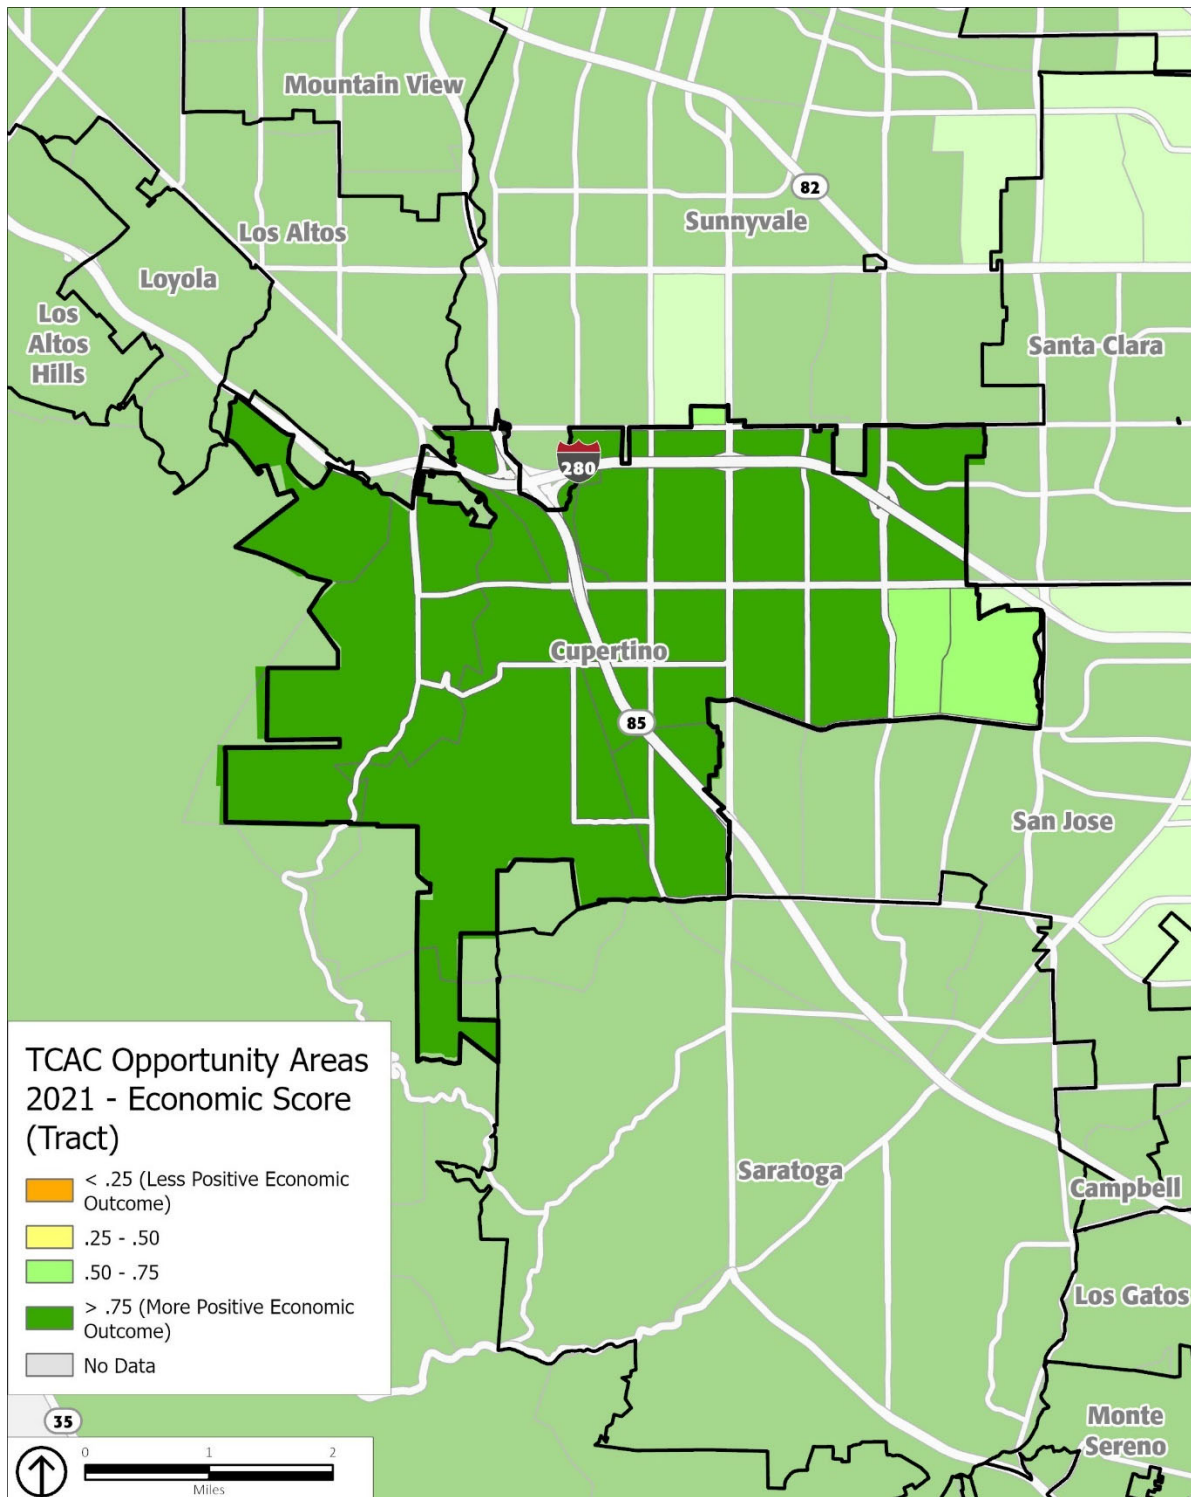 Mountain View
82
Sunnyvale
Los Altos
Loyola
Los
Altos
Hills
Santa Clara
280
Cupertino
85
San Jose
TCAC Opportunity Areas
2021 - Economic Score
(Tract)
< .25 (Less Positive Economic
Outcome)
.25 - .50
.50 - .75
> .75 (More Positive Economic
Outcome)
No Data
Saratoga
Campbell
Los Gatos
Monte
Sereno
35
0 1 2
Miles